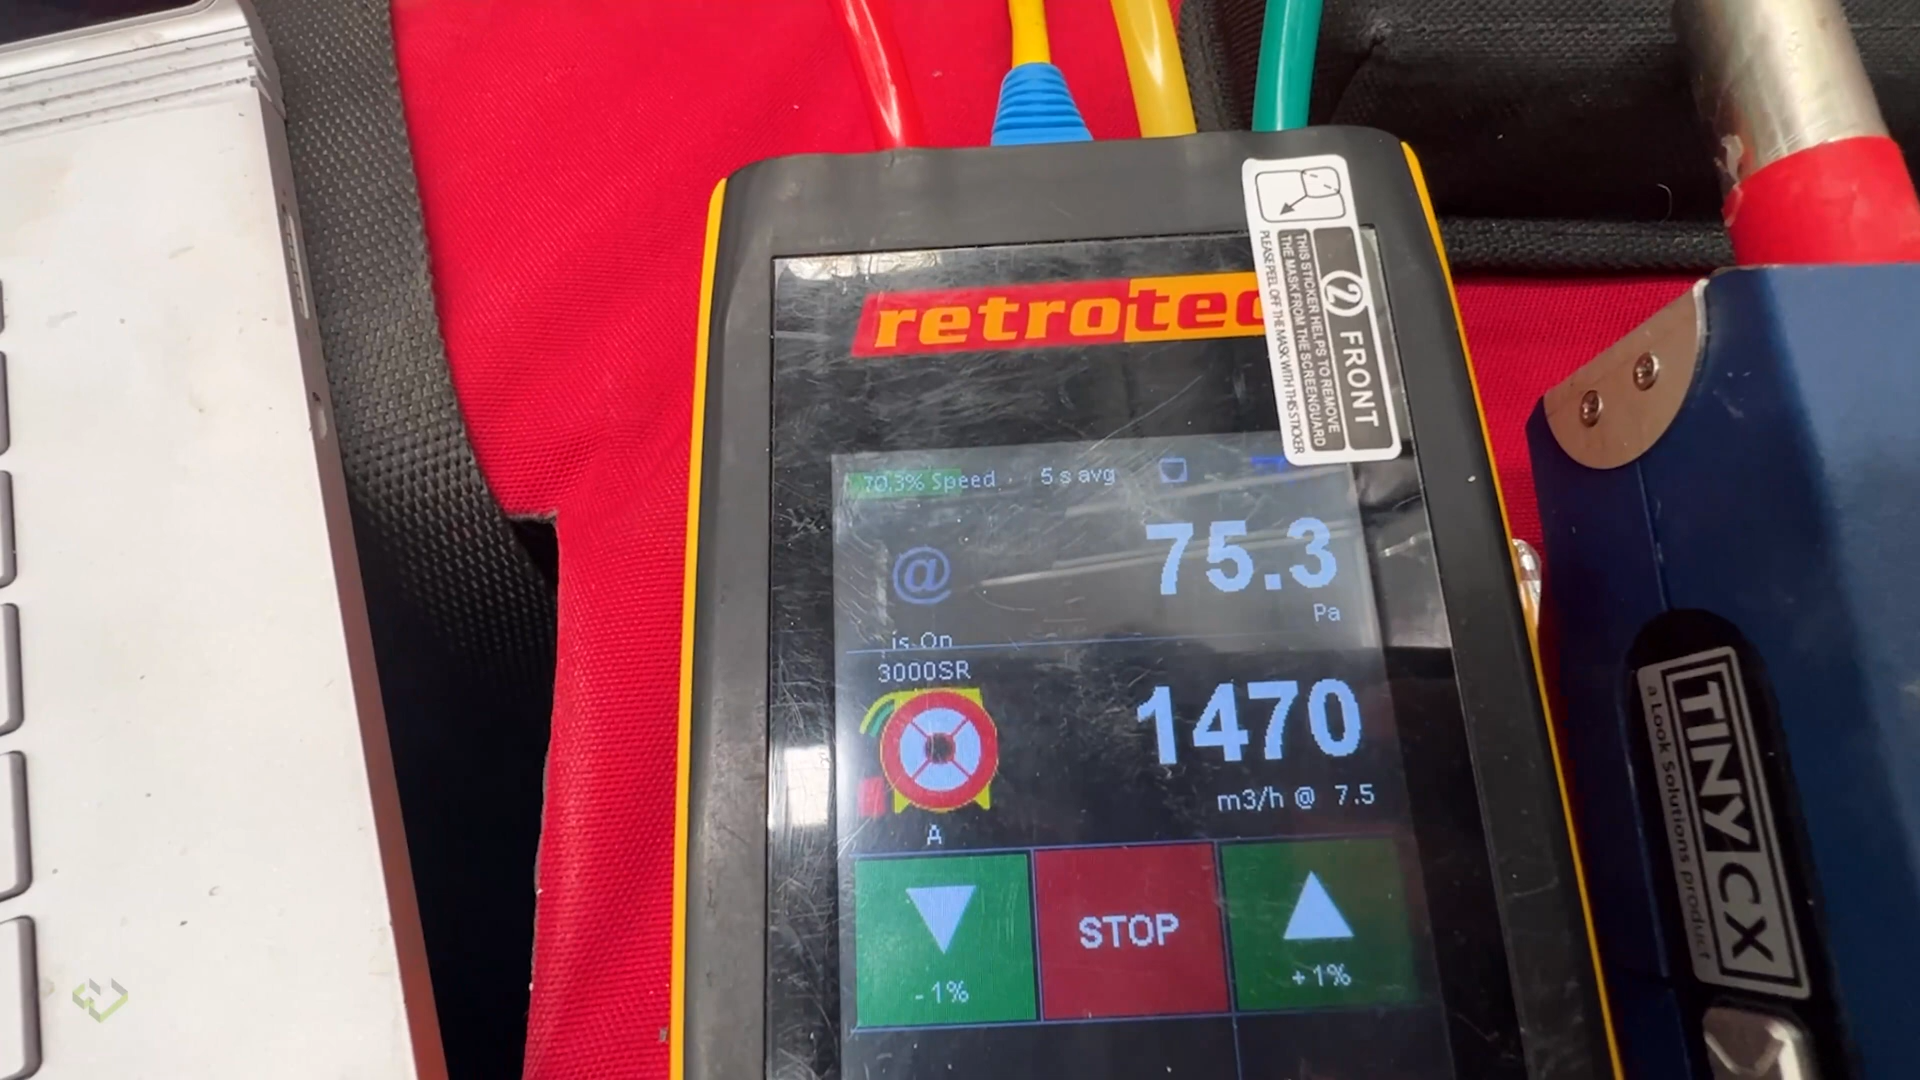 retrotec
② FRONT
THIS STICKER HELPS TO REMOVE
THE MASK FROM THE SCREENGUARD
PLEASE PEEL OFF THE MASK WITH THIS STICKER
70.3% Speed
5 s avg
@
75.3
Pa
is On
3000SR
1470
m3/h @ 7.5
A
-1%
STOP
+1%
TINYCX
a Look Solutions product